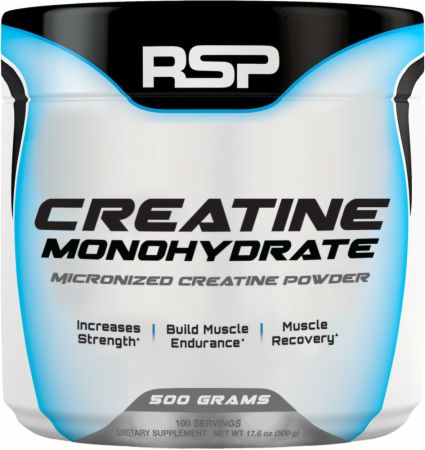 RSP
CREATINE
MONOHYDRATE
MICRONIZED CREATINE POWDER
Increases Strength*
Build Muscle Endurance*
Muscle Recovery*
500 GRAMS
100 SERVINGS
DIETARY SUPPLEMENT NET WT 17.6 oz (500 g)